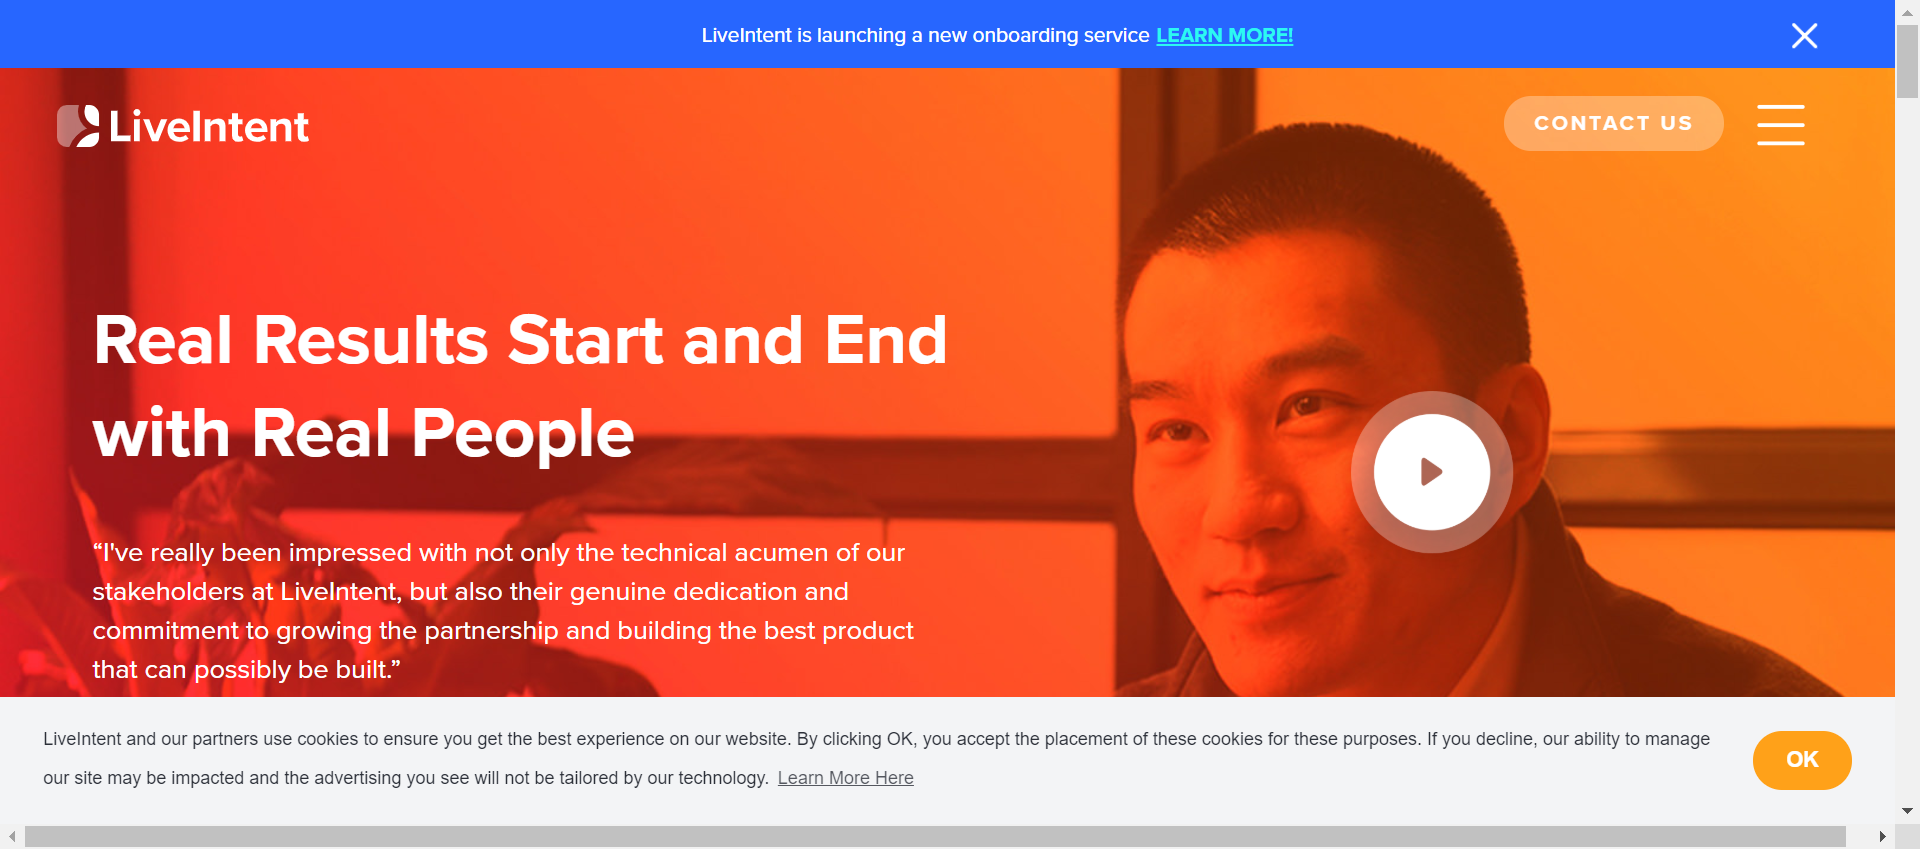 LiveIntent is launching a new onboarding service LEARN MORE!
LiveIntent
CONTACT US
Real Results Start and End
with Real People
“I've really been impressed with not only the technical acumen of our
stakeholders at LiveIntent, but also their genuine dedication and
commitment to growing the partnership and building the best product
that can possibly be built.”
LiveIntent and our partners use cookies to ensure you get the best experience on our website. By clicking OK, you accept the placement of these cookies for these purposes. If you decline, our ability to manage
our site may be impacted and the advertising you see will not be tailored by our technology. Learn More Here
OK